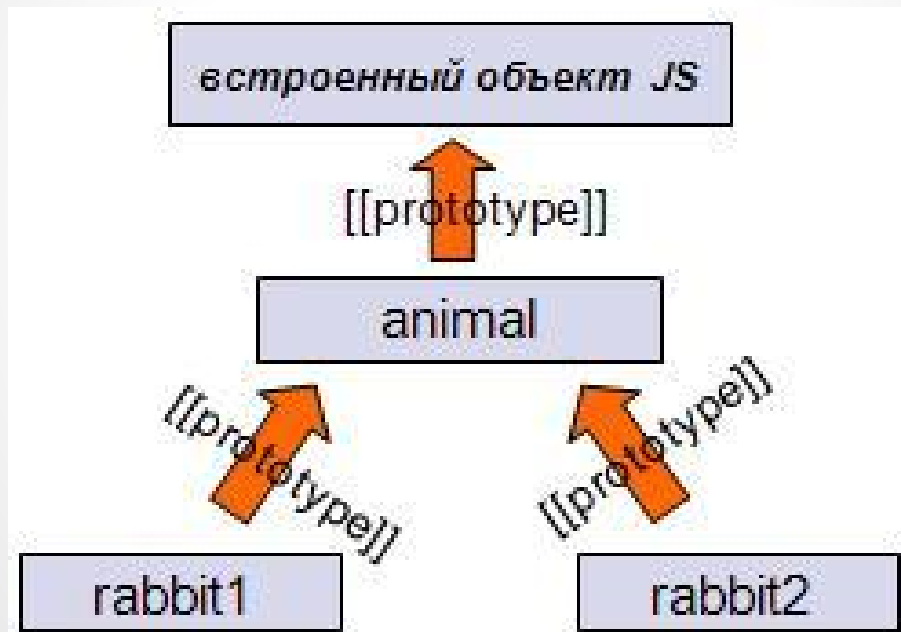 встроенный объект JS
[[prototype]]
animal
[[prototype]]
[[prototype]]
rabbit1
rabbit2